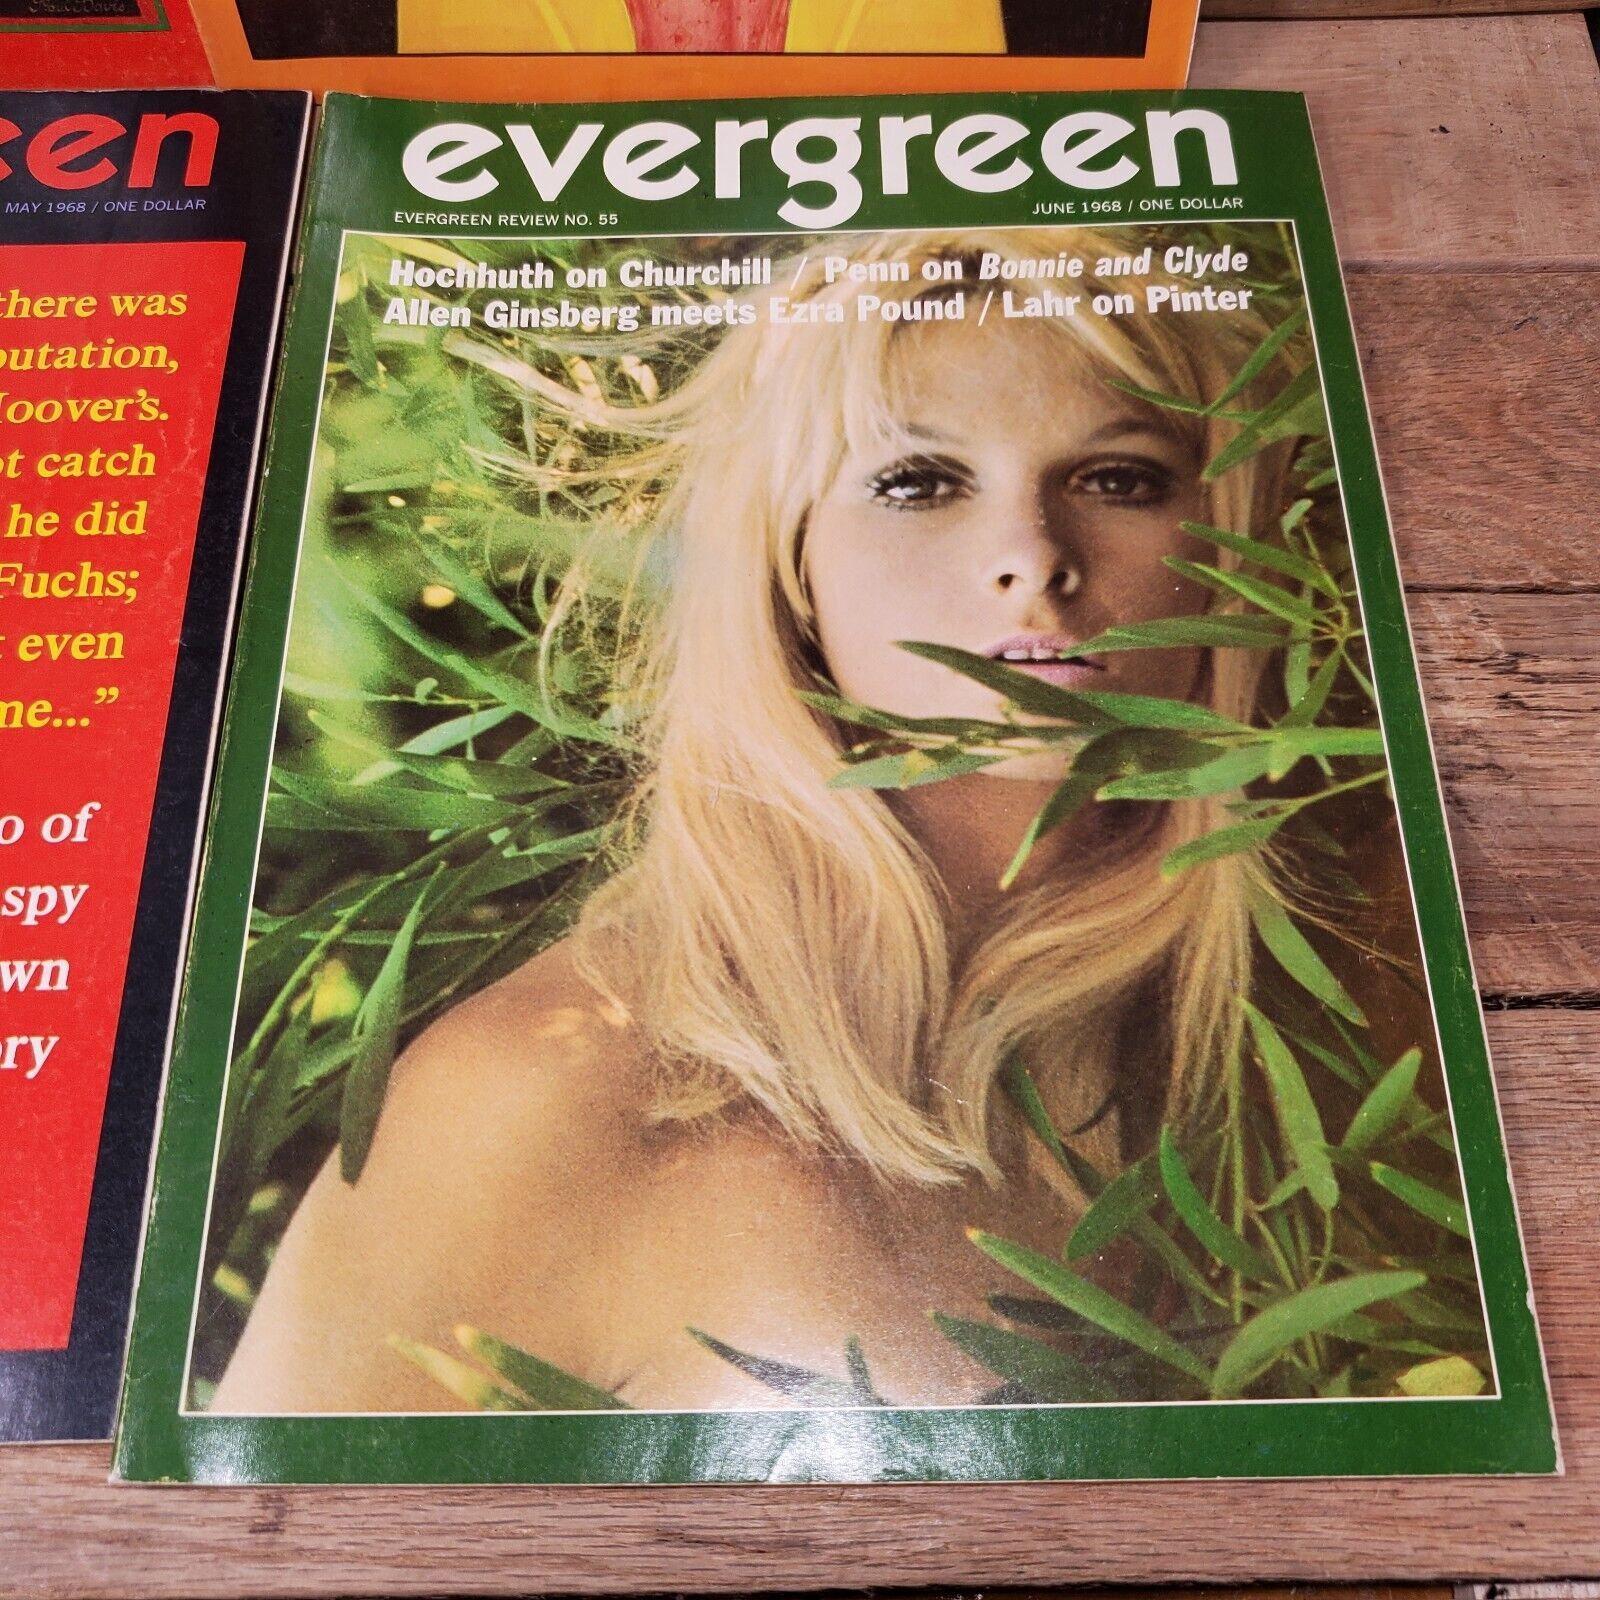 Paul Davis
een
MAY 1968 / ONE DOLLAR
there was
putation,
Hoover's.
ot catch
he did
Fuchs;
t even
me..."
o of
spy
wn
ory
evergreen
EVERGREEN REVIEW NO. 55
JUNE 1968 / ONE DOLLAR
Hochhuth on Churchill / Penn on Bonnie and Clyde
Allen Ginsberg meets Ezra Pound / Lahr on Pinter